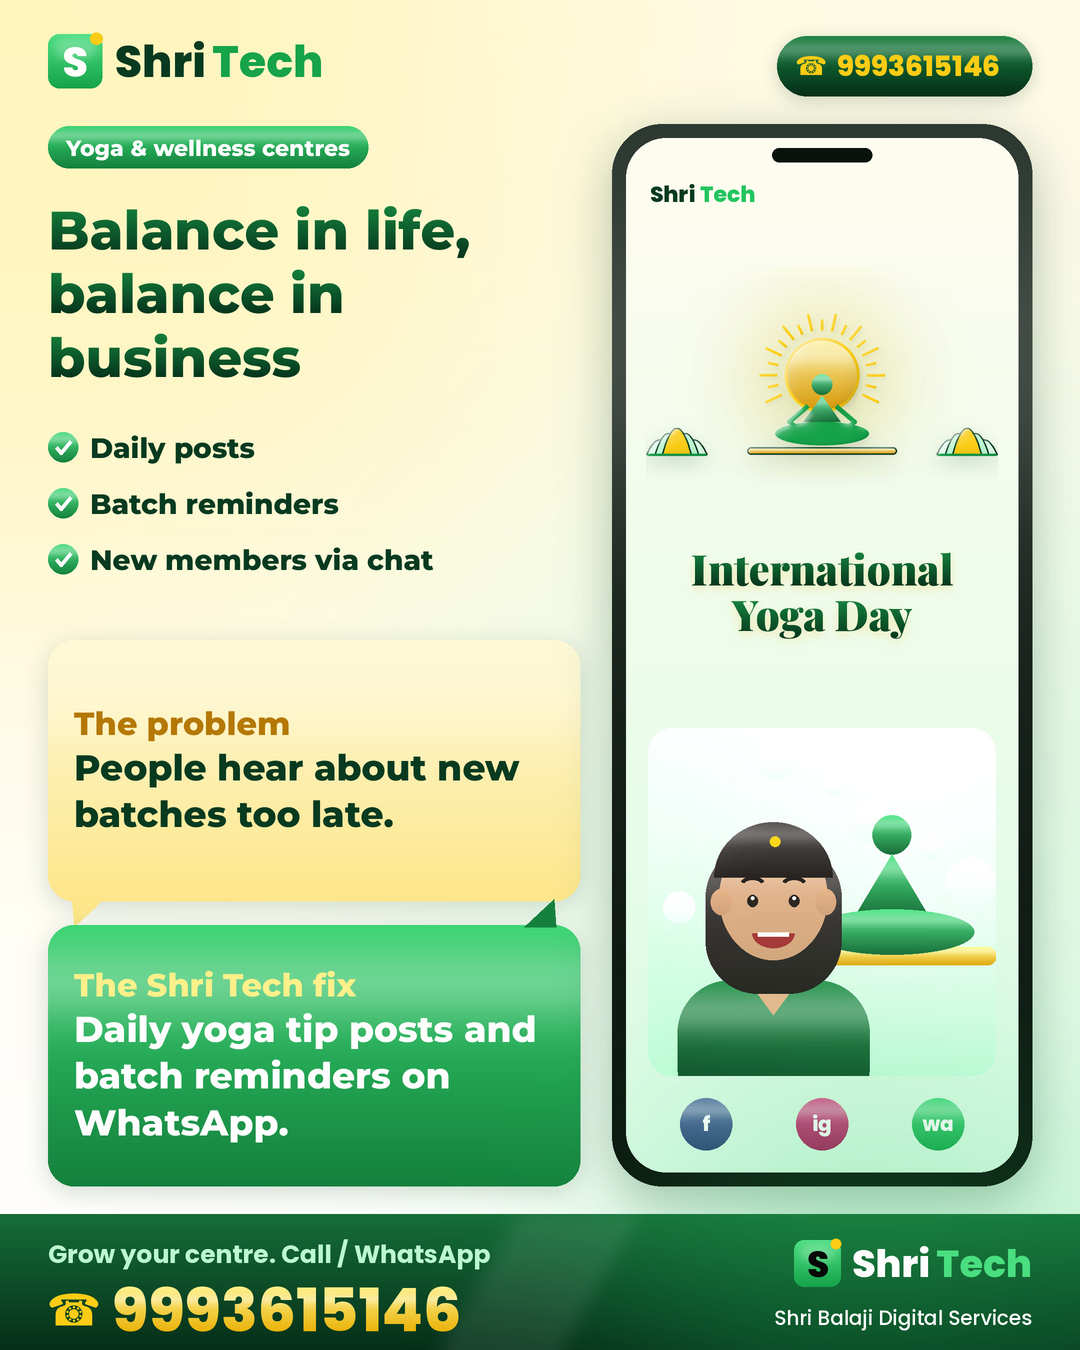 S Shri Tech
☎ 9993615146
Yoga & wellness centres
Balance in life,
balance in
business
Daily posts
Batch reminders
New members via chat
The problem
People hear about new
batches too late.
The Shri Tech fix
Daily yoga tip posts and
batch reminders on
WhatsApp.
Shri Tech
International
Yoga Day
f
ig
wa
Grow your centre. Call / WhatsApp
☎ 9993615146
S Shri Tech
Shri Balaji Digital Services